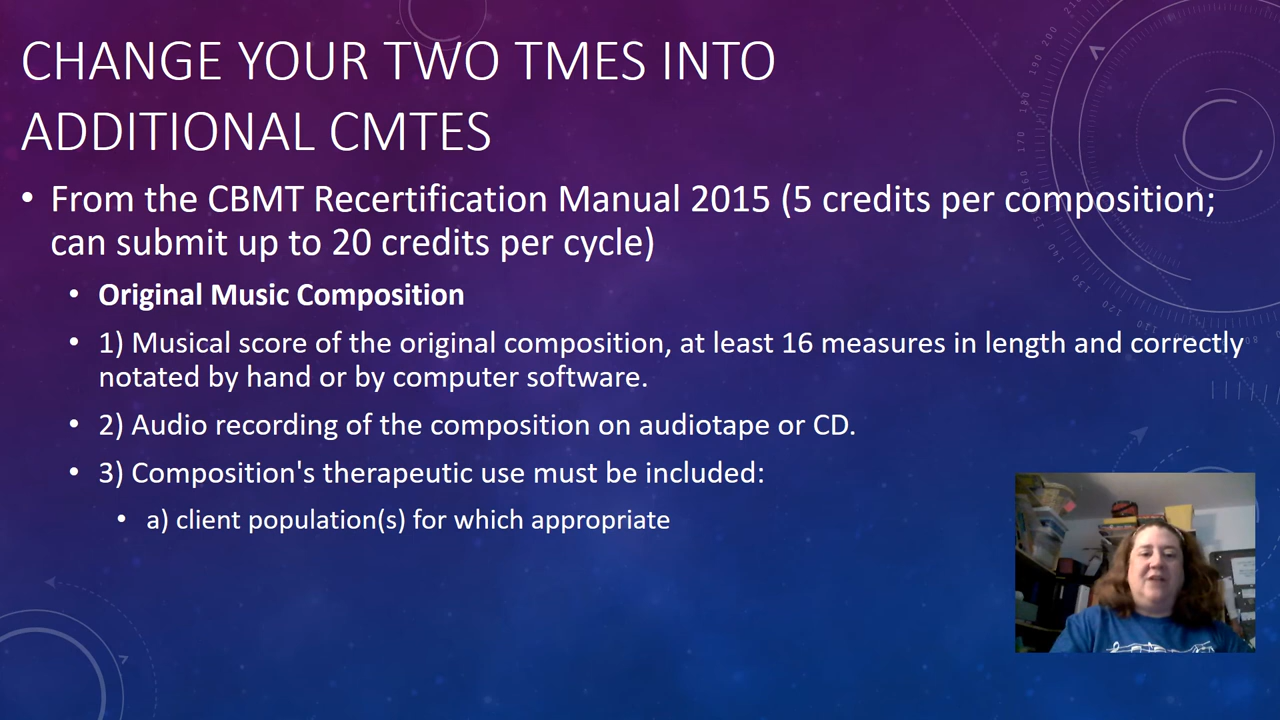 CHANGE YOUR TWO TMES INTO
ADDITIONAL CMTES
• From the CBMT Recertification Manual 2015 (5 credits per composition;
can submit up to 20 credits per cycle)
• Original Music Composition
• 1) Musical score of the original composition, at least 16 measures in length and correctly
notated by hand or by computer software.
• 2) Audio recording of the composition on audiotape or CD.
• 3) Composition's therapeutic use must be included:
• a) client population(s) for which appropriate